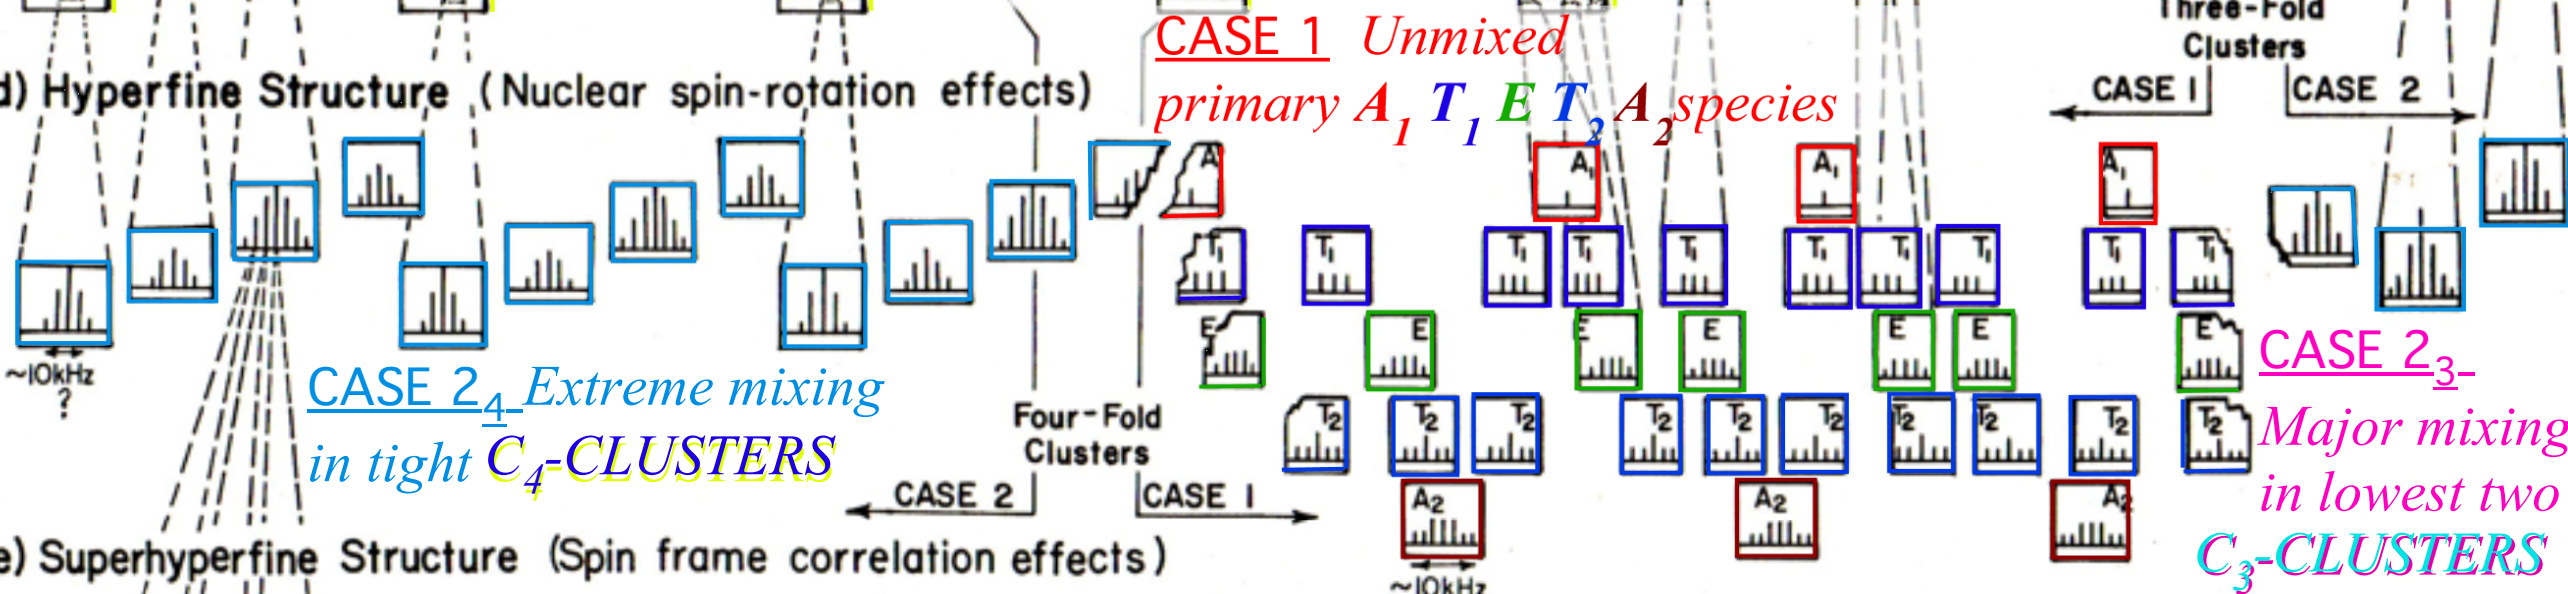 Three-Fold
Clusters
CASE 1
CASE 2
CASE 1 Unmixed
primary A1 T1 E T2 A2 species
d) Hyperfine Structure (Nuclear spin-rotation effects)
A
A1
A1
A1
T1
T1
T1
T1
T1
T1
T1
T1
T1
T1
E
E
E
E
E
E
E
T2
T2
T2
T2
T2
T2
T2
T2
T2
T2
A2
A2
A2
~10kHz
?
~10kHz
CASE 24 Extreme mixing
in tight C4-CLUSTERS
Four-Fold
Clusters
CASE 2
CASE 1
CASE 23
Major mixing
in lowest two
C3-CLUSTERS
e) Superhyperfine Structure (Spin frame correlation effects)